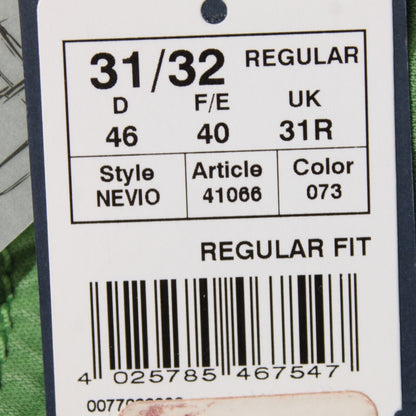 31/32 REGULAR
D F/E UK
46 40 31R
Style Article Color
NEVIO 41066 073
REGULAR FIT
4 025785 467547